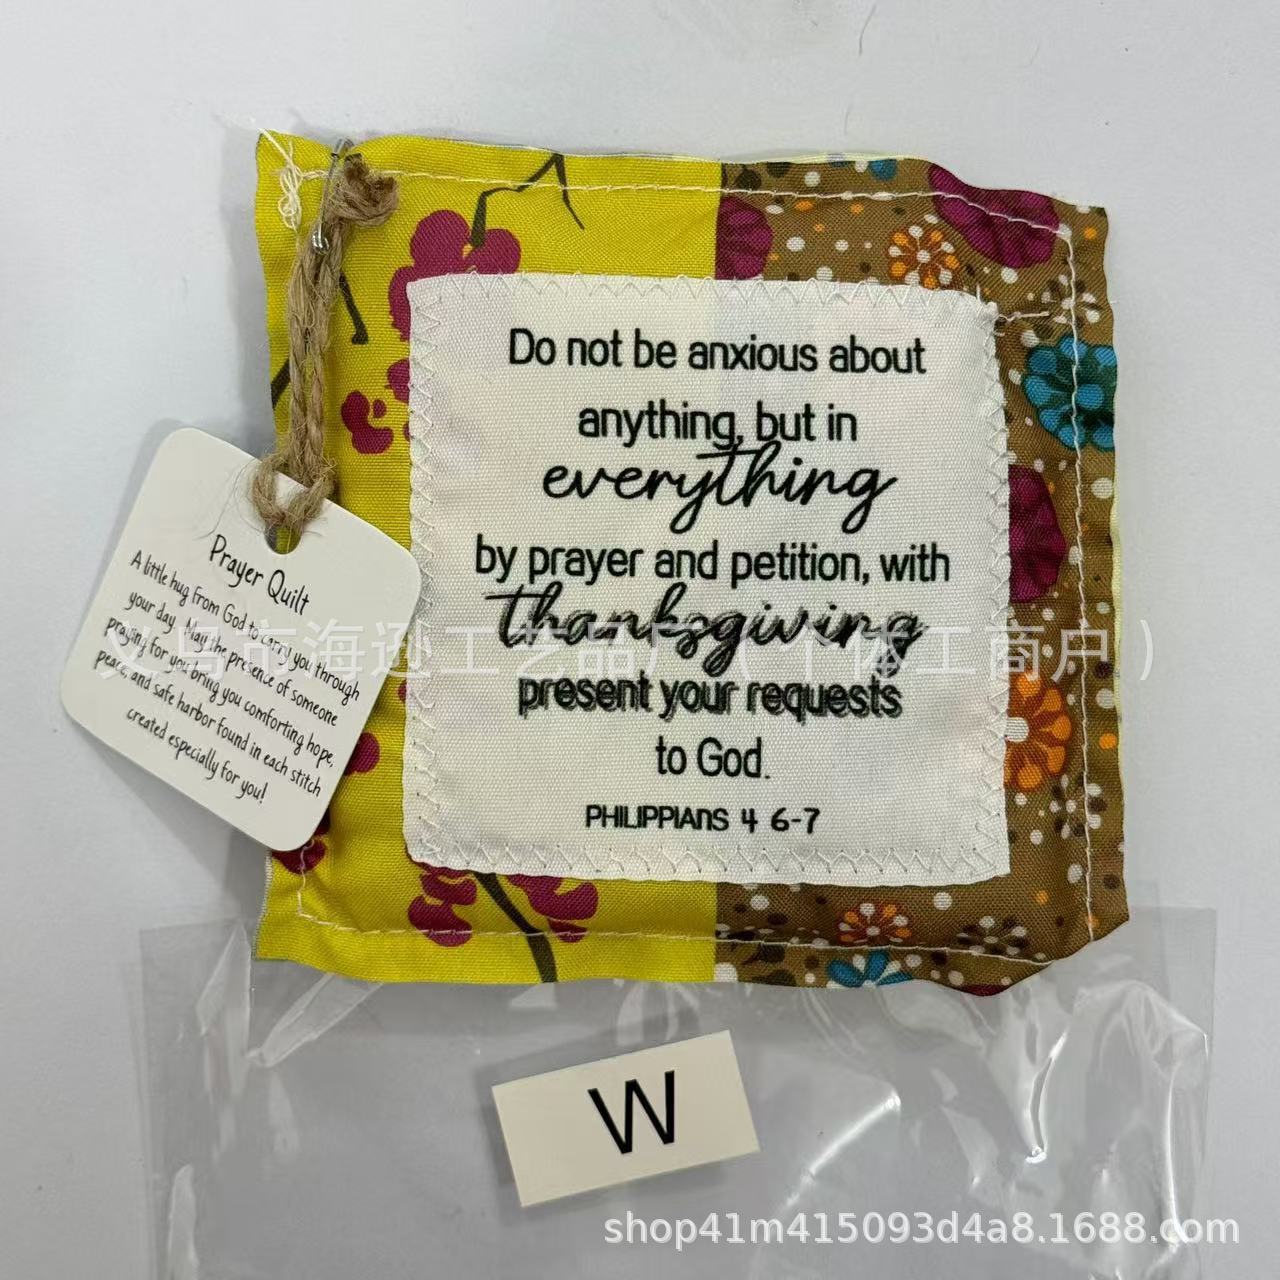 Do not be anxious about
anything, but in
everything
by prayer and petition, with
thanksgiving
present your requests
to God.
PHILIPPIANS 4 6-7
Prayer Quilt
A little hug from God to carry you through
your day. May the presence of someone
praying for you bring you comforting hope,
peace, and safe harbor found in each stitch
created especially for you!
义乌市海逊工艺品厂(个体工商户)
W
shop41m415093d4a8.1688.com